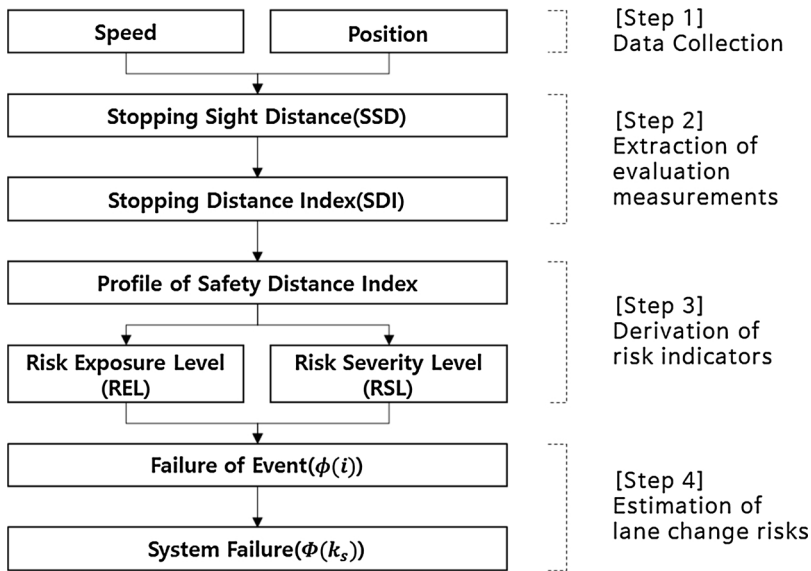 Speed
Position
[Step 1]
Data Collection
Stopping Sight Distance(SSD)
[Step 2]
Extraction of
evaluation
measurements
Stopping Distance Index(SDI)
Profile of Safety Distance Index
[Step 3]
Derivation of
risk indicators
Risk Exposure Level
(REL)
Risk Severity Level
(RSL)
Failure of Event(ϕ(i))
[Step 4]
Estimation of
lane change risks
System Failure(Φ(kₛ))